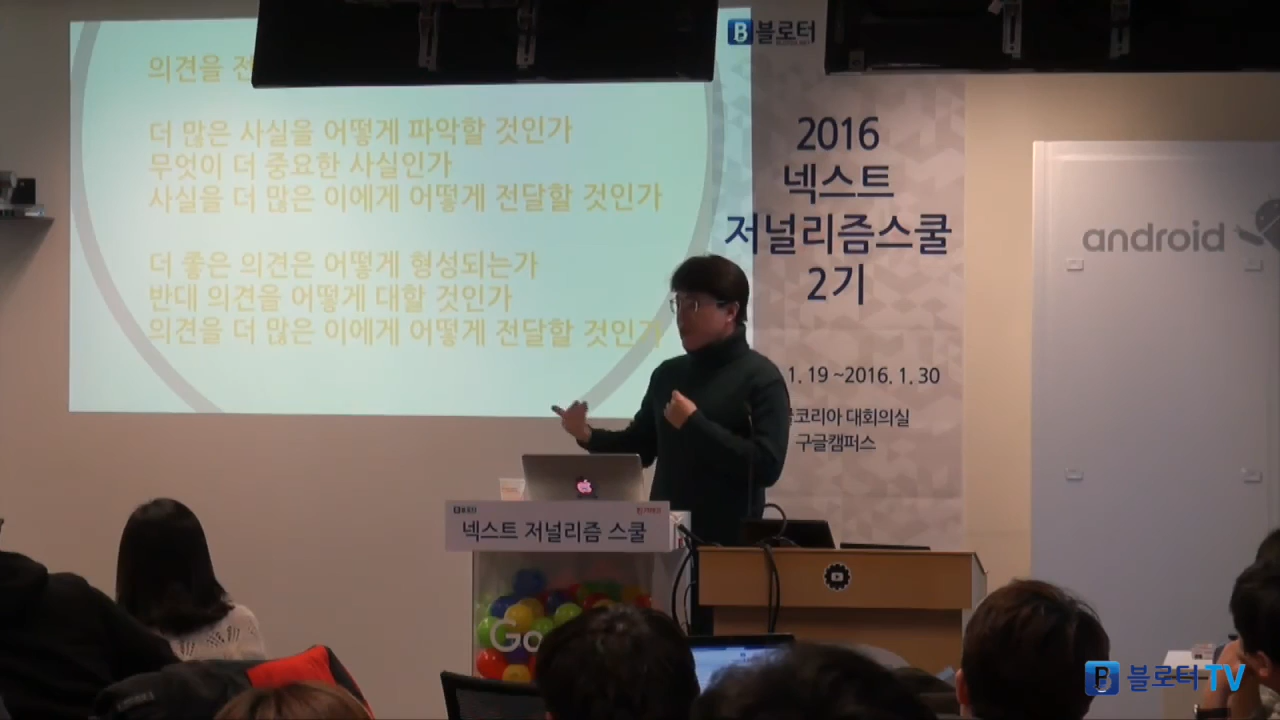 의견을
더 많은 사실을 어떻게 파악할 것인가
무엇이 더 중요한 사실인가
사실을 더 많은 이에게 어떻게 전달할 것인가
더 좋은 의견은 어떻게 형성되는가
반대 의견을 어떻게 대할 것인가
의견을 더 많은 이에게 어떻게 전달할 것인가
B 블로터
2016
넥스트
저널리즘스쿨
2기
1. 19 ~2016. 1. 30
코리아 대회의실
구글캠퍼스
android
블로터
넥스트 저널리즘 스쿨
Go
B 블로터 TV